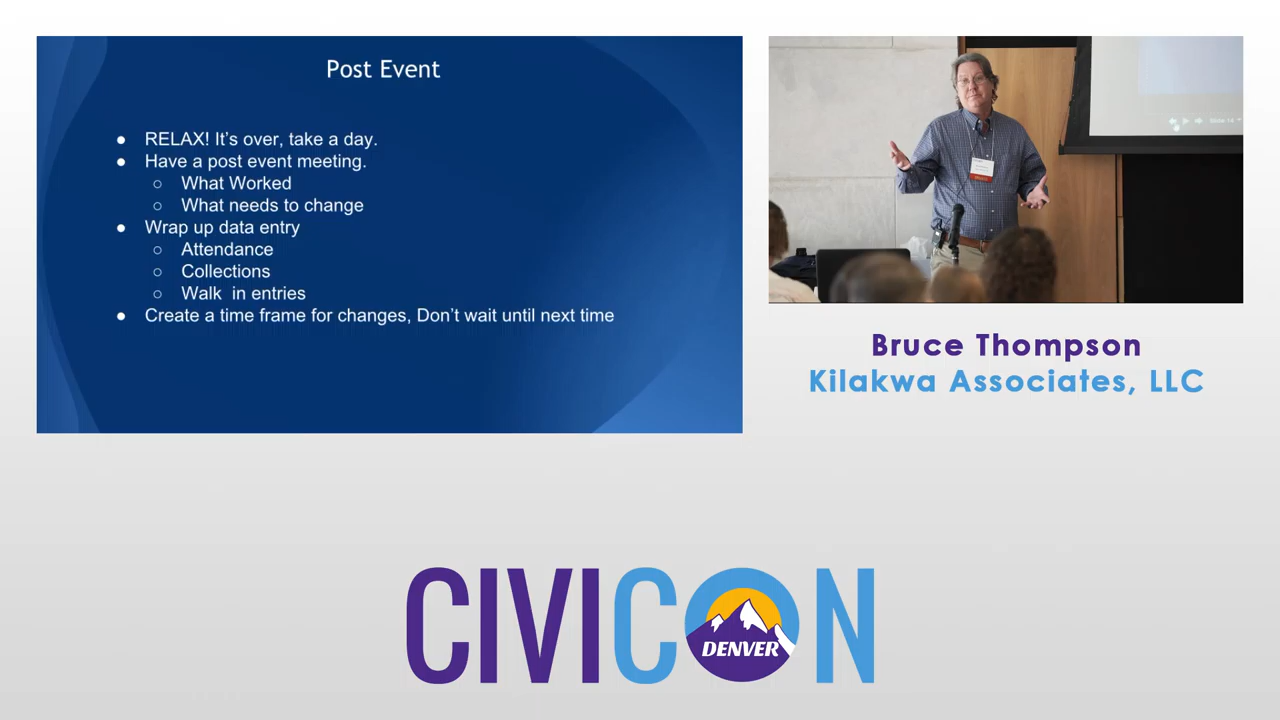 Post Event
● RELAX! It's over, take a day.
● Have a post event meeting.
○ What Worked
○ What needs to change
● Wrap up data entry
○ Attendance
○ Collections
○ Walk in entries
● Create a time frame for changes, Don't wait until next time
Slide 14
Bruce Thompson
Kilakwa Associates, LLC
CIVICON
DENVER